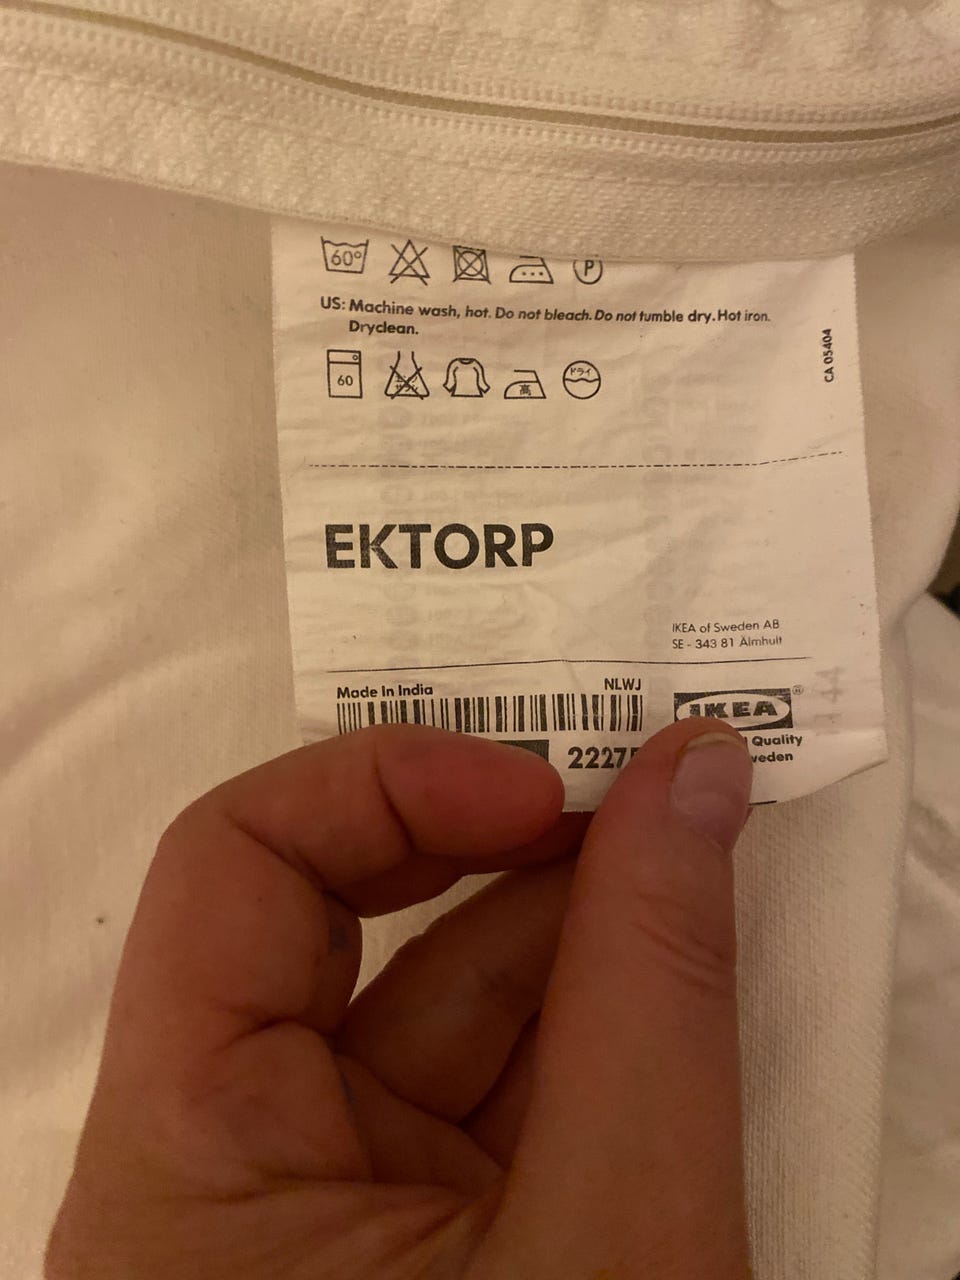 60°
P
US: Machine wash, hot. Do not bleach. Do not tumble dry. Hot iron.
Dryclean.
CA 05404
60
高
ドライ
EKTORP
IKEA of Sweden AB
SE - 343 81 Älmhult
Made In India
NLWJ
IKEA®
2227
Quality